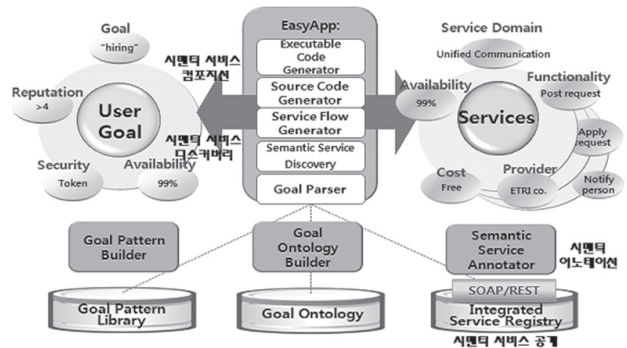 Goal
"hiring"
Reputation
>4
User
Goal
Security
Token
Availability
99%
시멘틱 서비스
컴포지션
시멘틱 서비스
디스커버리
EasyApp:
Executable
Code
Generator
Source Code
Generator
Service Flow
Generator
Semantic Service
Discovery
Goal Parser
Service Domain
Unified Communication
Availability
99%
Functionality
Post request
Services
Apply
request
Cost
Free
Provider
ETRI co.
Notify
person
Goal Pattern
Builder
Goal
Ontology
Builder
Semantic
Service
Annotator
시멘틱
어노테이션
SOAP/REST
Goal Pattern
Library
Goal Ontology
Integrated
Service Registry
시멘틱 서비스 공개